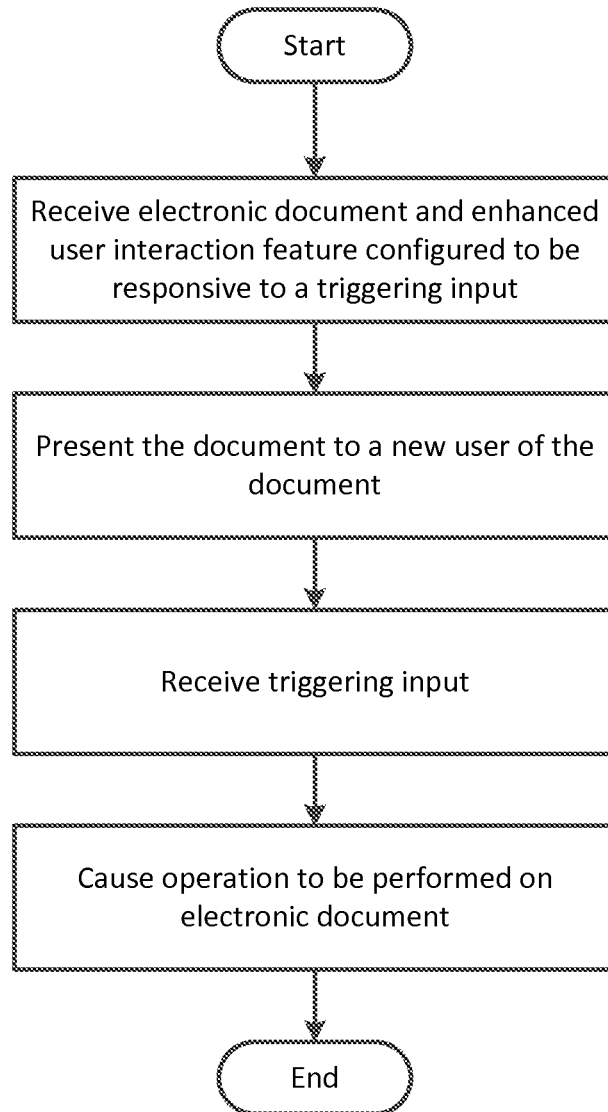 Start
Receive electronic document and enhanced
user interaction feature configured to be
responsive to a triggering input
Present the document to a new user of the
document
Receive triggering input
Cause operation to be performed on
electronic document
End